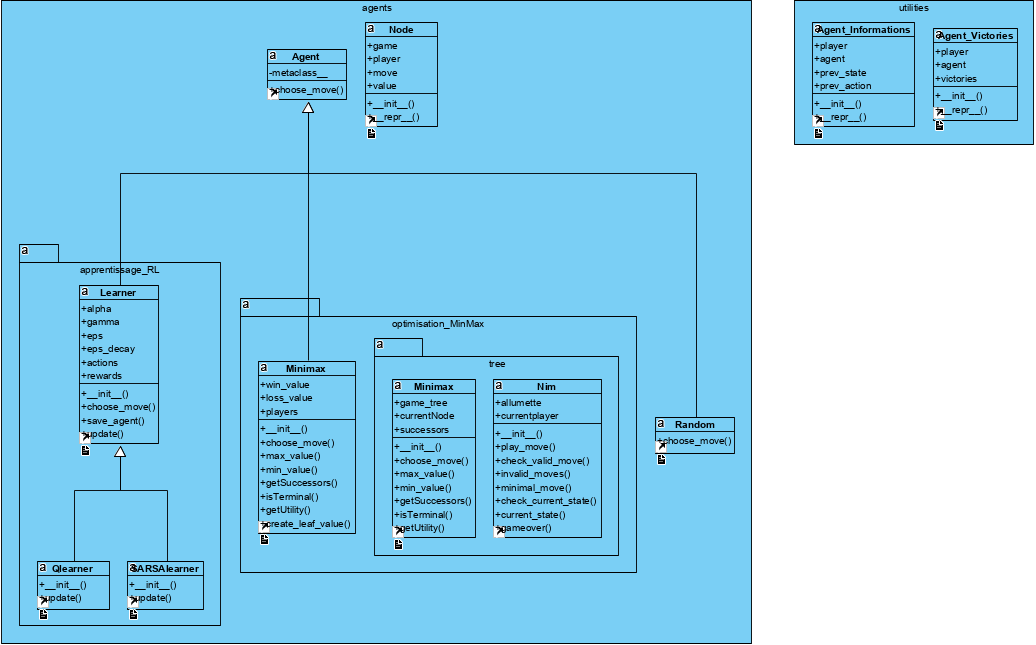 agents
a Node
+game
+player
+move
+value
+__init__()
+__repr__()
a Agent
-metaclass__
+choose_move()
a
apprentissage_RL
a Learner
+alpha
+gamma
+eps
+eps_decay
+actions
+rewards
+__init__()
+choose_move()
+save_agent()
+update()
a Qlearner
+__init__()
+update()
a SARSAlearner
+__init__()
+update()
a
optimisation_MinMax
a Minimax
+win_value
+loss_value
+players
+__init__()
+choose_move()
+max_value()
+min_value()
+getSuccessors()
+isTerminal()
+getUtility()
+create_leaf_value()
a
tree
a Minimax
+game_tree
+currentNode
+successors
+__init__()
+choose_move()
+max_value()
+min_value()
+getSuccessors()
+isTerminal()
+getUtility()
a Nim
+allumette
+currentplayer
+__init__()
+play_move()
+check_valid_move()
+invalid_moves()
+minimal_move()
+check_current_state()
+current_state()
+gameover()
a Random
+choose_move()
utilities
a Agent_Informations
+player
+agent
+prev_state
+prev_action
+__init__()
+__repr__()
a Agent_Victories
+player
+agent
+victories
+__init__()
+__repr__()